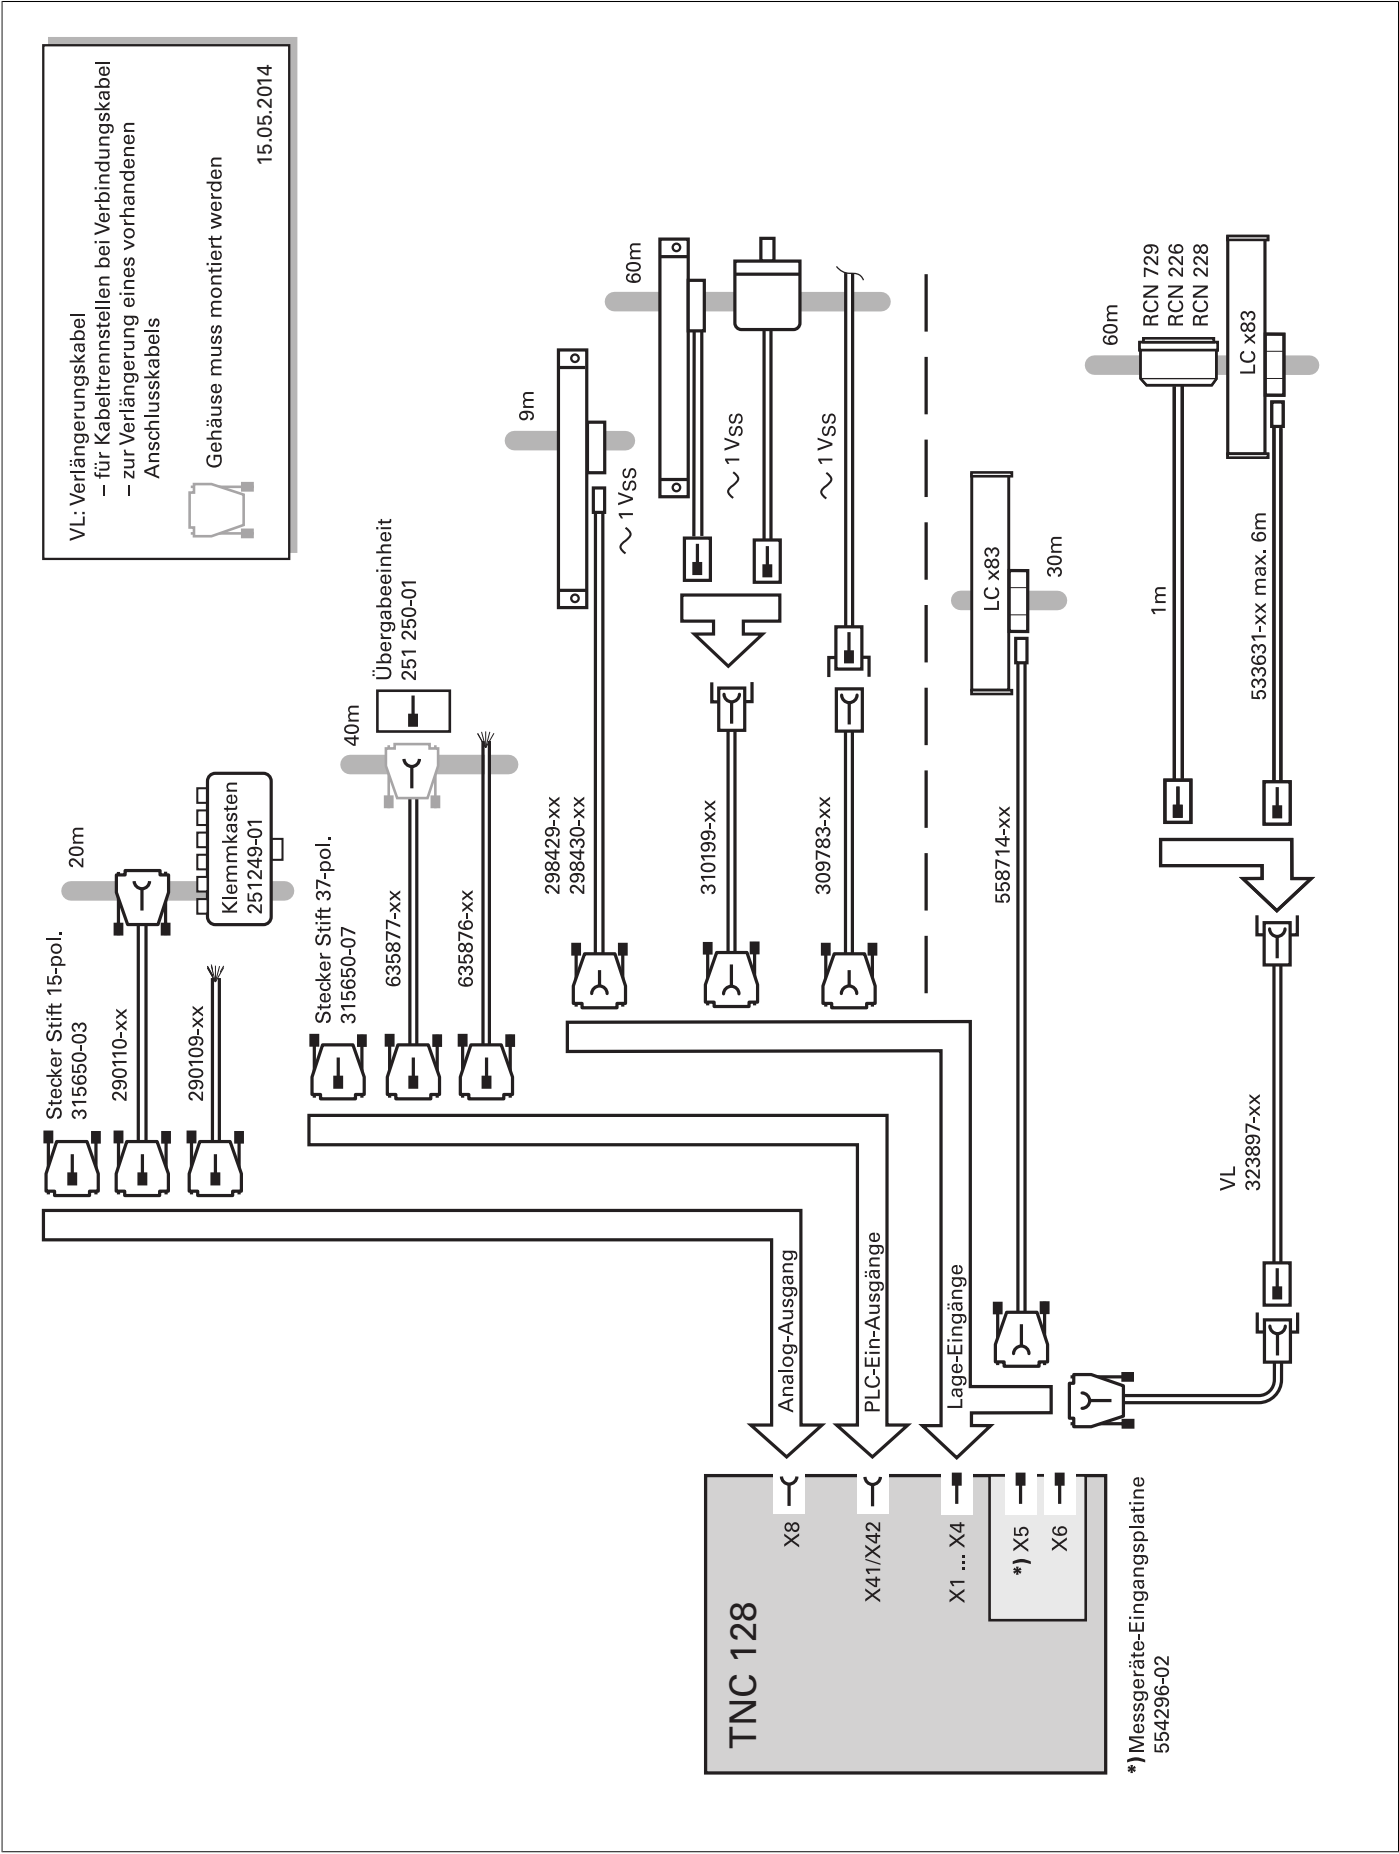 VL: Verlängerungskabel
– für Kabeltrennstellen bei Verbindungskabel
– zur Verlängerung eines vorhandenen
Anschlusskabels
Gehäuse muss montiert werden
15.05.2014
Stecker Stift 15-pol.
315650-03
290110-xx
290109-xx
20m
Klemmkasten
251249-01
Stecker Stift 37-pol.
315650-07
635877-xx
635876-xx
40m
Übergabeeinheit
251 250-01
298429-xx
298430-xx
9m
~ 1 VSS
310199-xx
60m
~ 1 VSS
309783-xx
~ 1 VSS
558714-xx
LC x83
30m
1m
60m
RCN 729
RCN 226
RCN 228
533631-xx max. 6m
LC x83
VL
323897-xx
Analog-Ausgang
PLC-Ein-Ausgänge
Lage-Eingänge
TNC 128
X8
X41/X42
X1 ... X4
*) X5
X6
*) Messgeräte-Eingangsplatine
554296-02